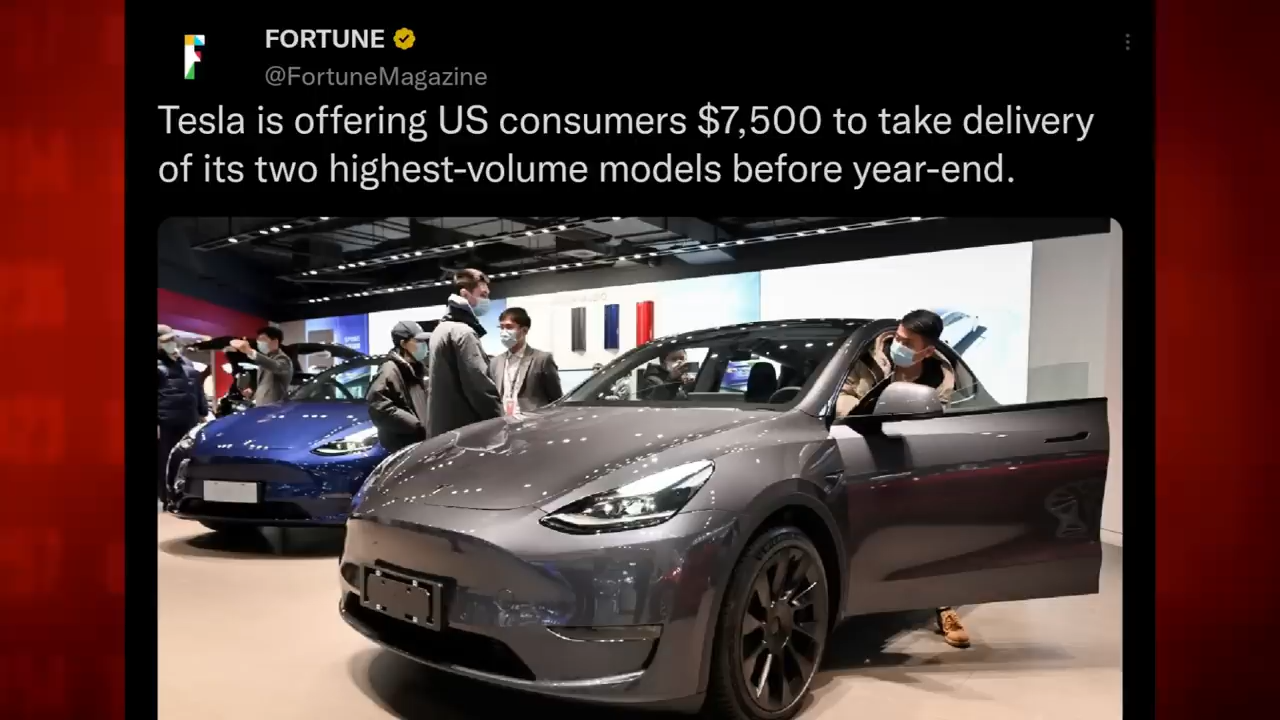 FORTUNE
@FortuneMagazine
Tesla is offering US consumers $7,500 to take delivery
of its two highest-volume models before year-end.